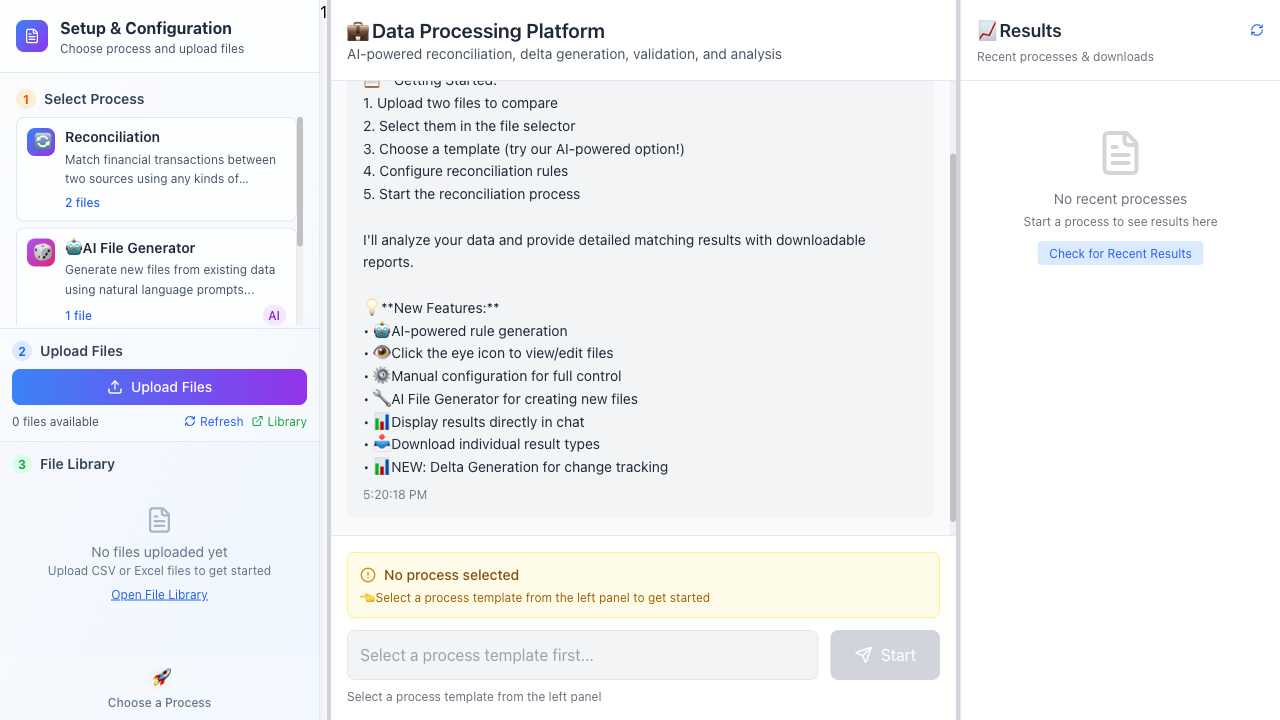 Setup & Configuration
Choose process and upload files
1 Select Process
Reconciliation
Match financial transactions between
two sources using any kinds of...
2 files
AI File Generator
Generate new files from existing data
using natural language prompts...
1 file
AI
2 Upload Files
Upload Files
0 files available
Refresh
Library
3 File Library
No files uploaded yet
Upload CSV or Excel files to get started
Open File Library
Choose a Process
1
Data Processing Platform
AI-powered reconciliation, delta generation, validation, and analysis
Getting Started:
1. Upload two files to compare
2. Select them in the file selector
3. Choose a template (try our AI-powered option!)
4. Configure reconciliation rules
5. Start the reconciliation process
I'll analyze your data and provide detailed matching results with downloadable
reports.
**New Features:**
• AI-powered rule generation
• Click the eye icon to view/edit files
• Manual configuration for full control
• AI File Generator for creating new files
• Display results directly in chat
• Download individual result types
• NEW: Delta Generation for change tracking
5:20:18 PM
No process selected
Select a process template from the left panel to get started
Select a process template first...
Start
Select a process template from the left panel
Results
Recent processes & downloads
No recent processes
Start a process to see results here
Check for Recent Results